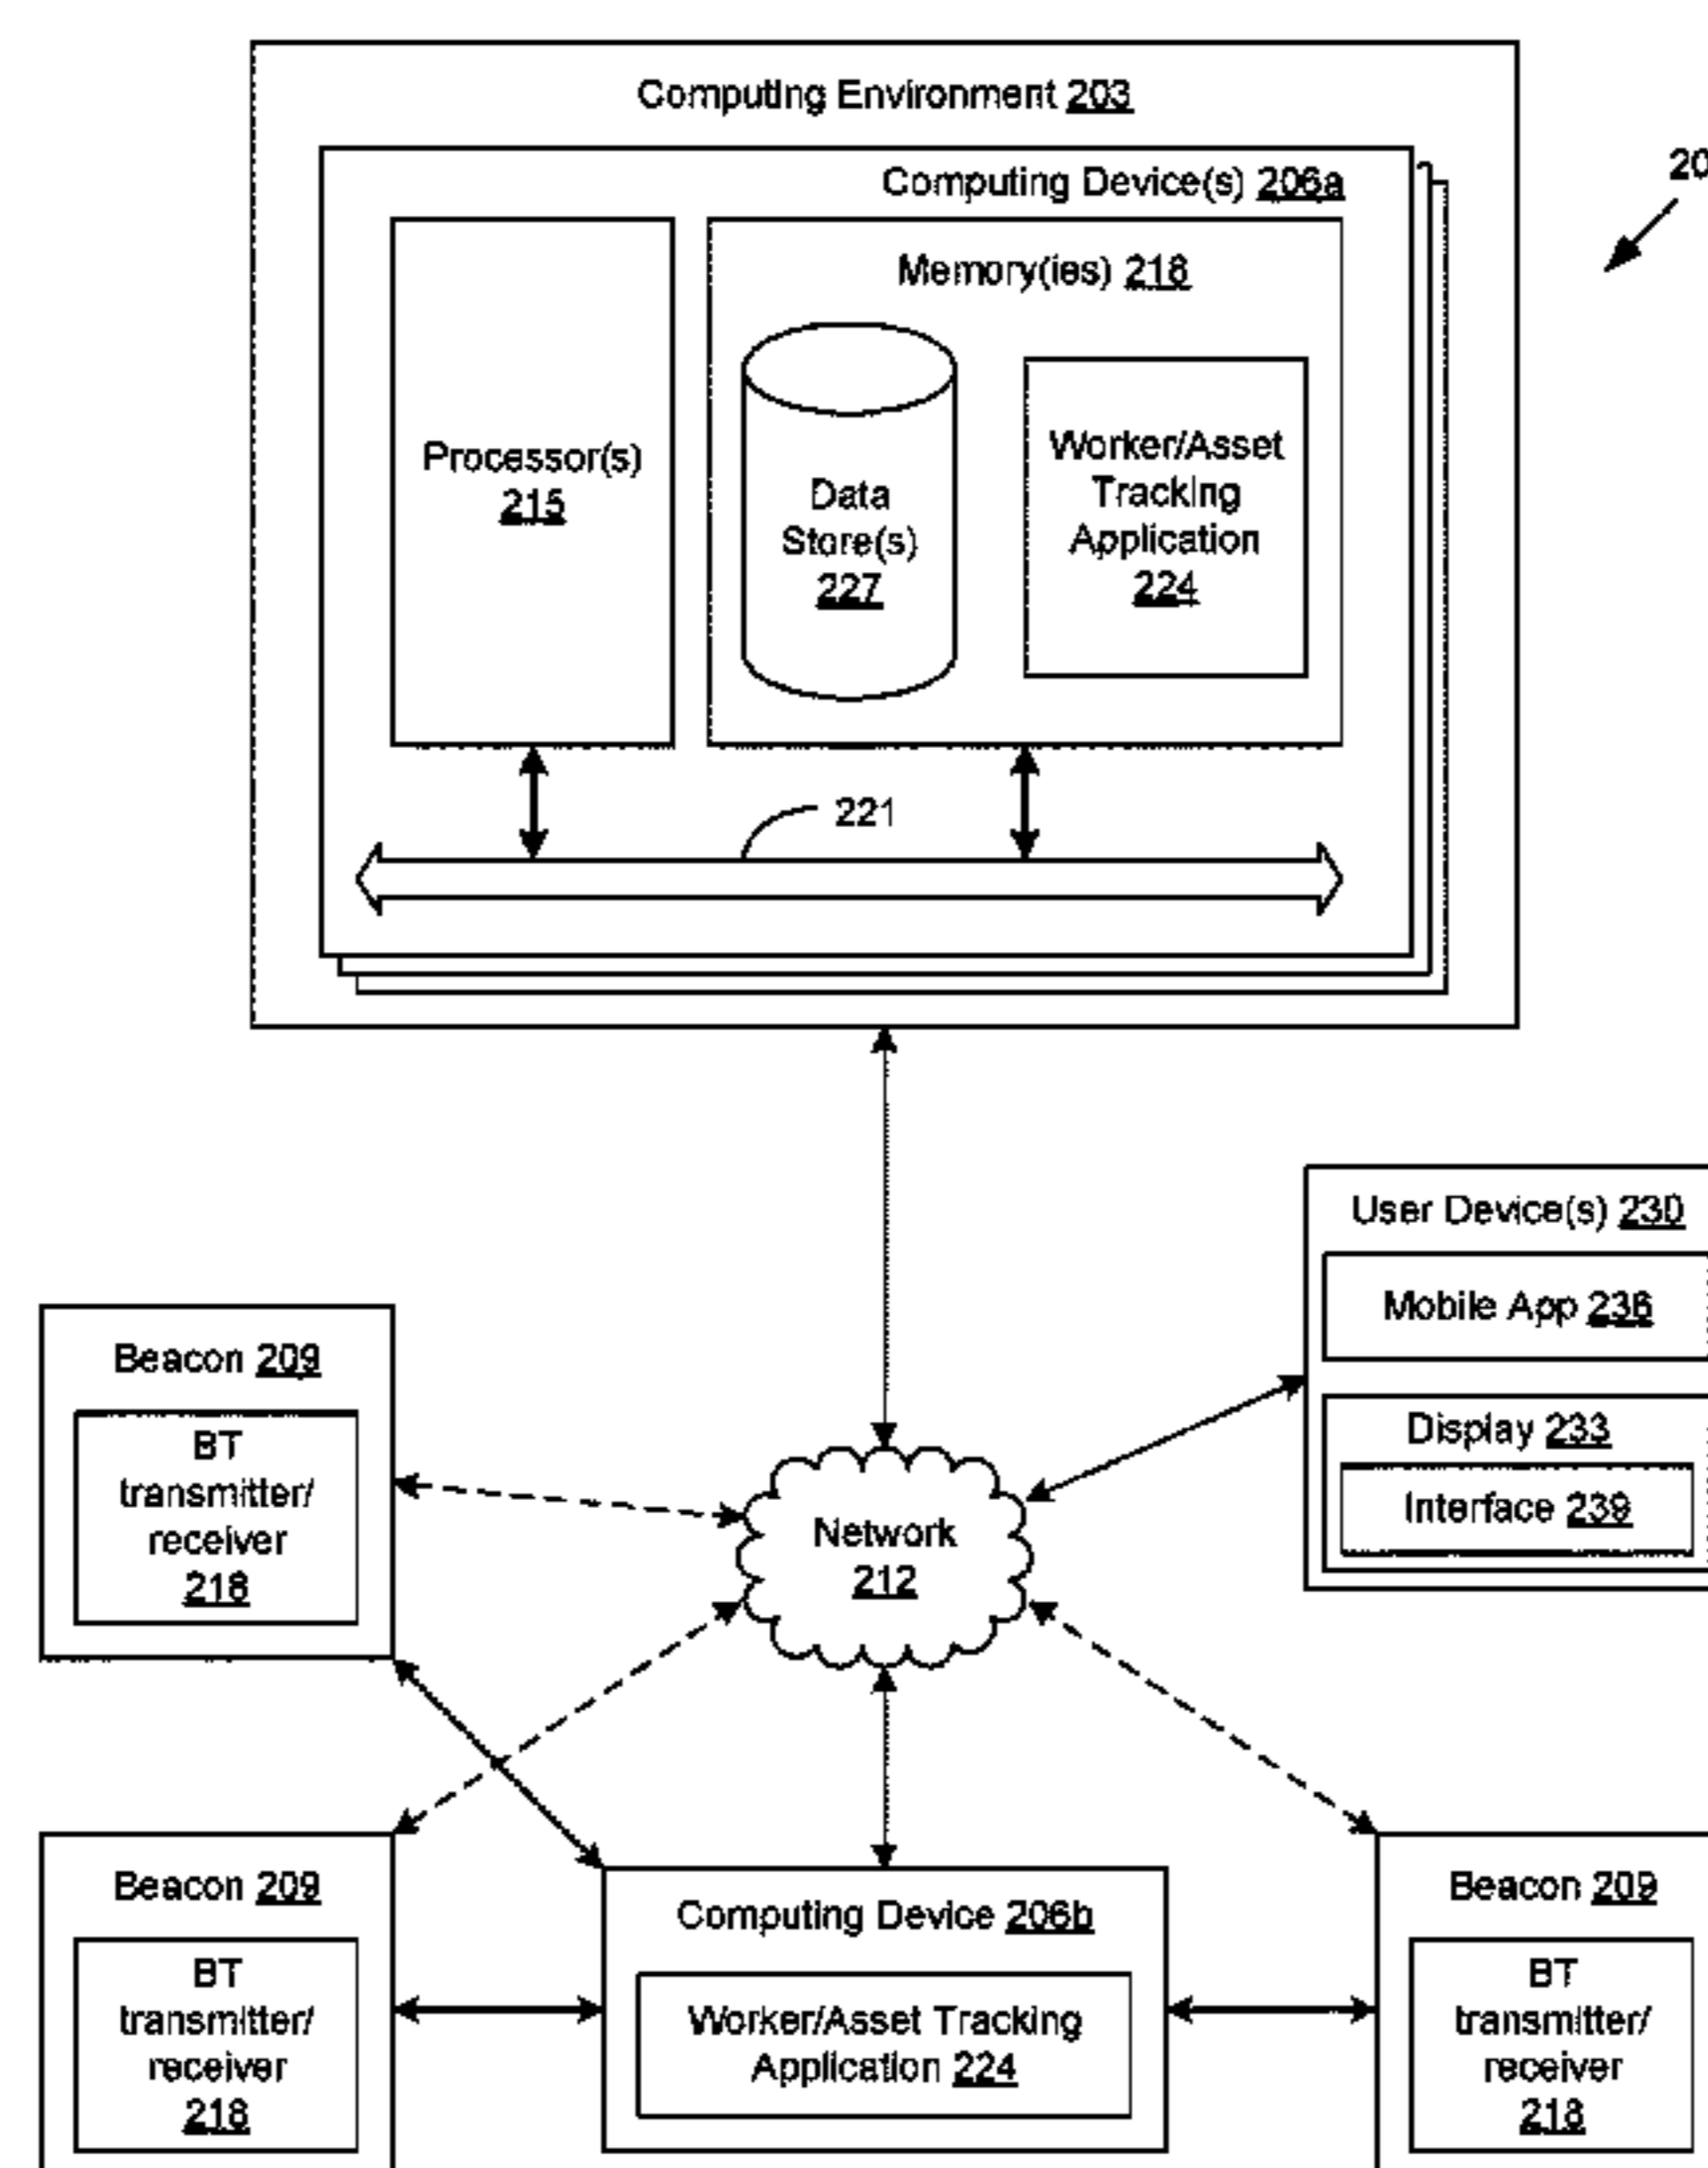 Computing Environment 203
Computing Device(s) 206a
20
Memory(ies) 218
Processor(s)
215
Data
Store(s)
227
Worker/Asset
Tracking
Application
224
221
User Device(s) 230
Mobile App 236
Display 233
Interface 239
Beacon 209
BT
transmitter/
receiver
218
Network
212
Beacon 209
BT
transmitter/
receiver
218
Computing Device 206b
Worker/Asset Tracking
Application 224
Beacon 209
BT
transmitter/
receiver
218